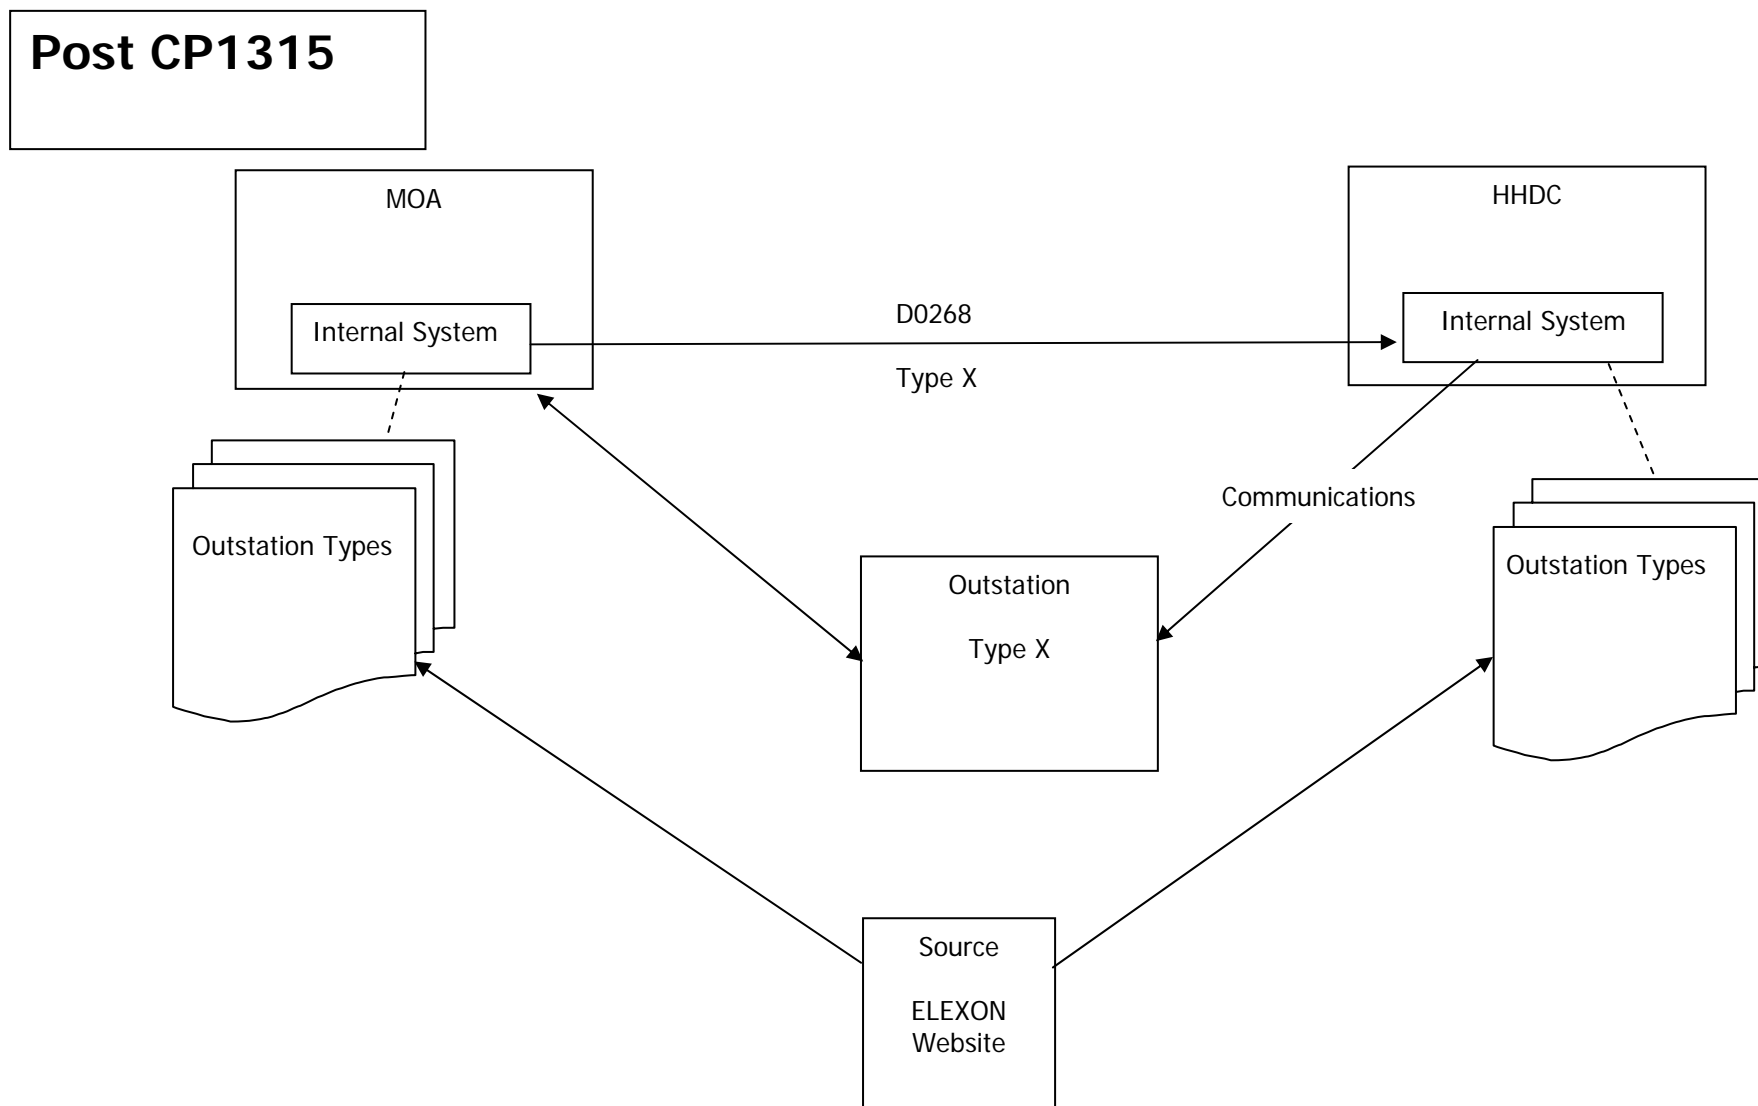 Post CP1315
MOA
HHDC
Internal System
D0268
Type X
Internal System
Communications
Outstation Types
Outstation
Type X
Outstation Types
Source
ELEXON
Website